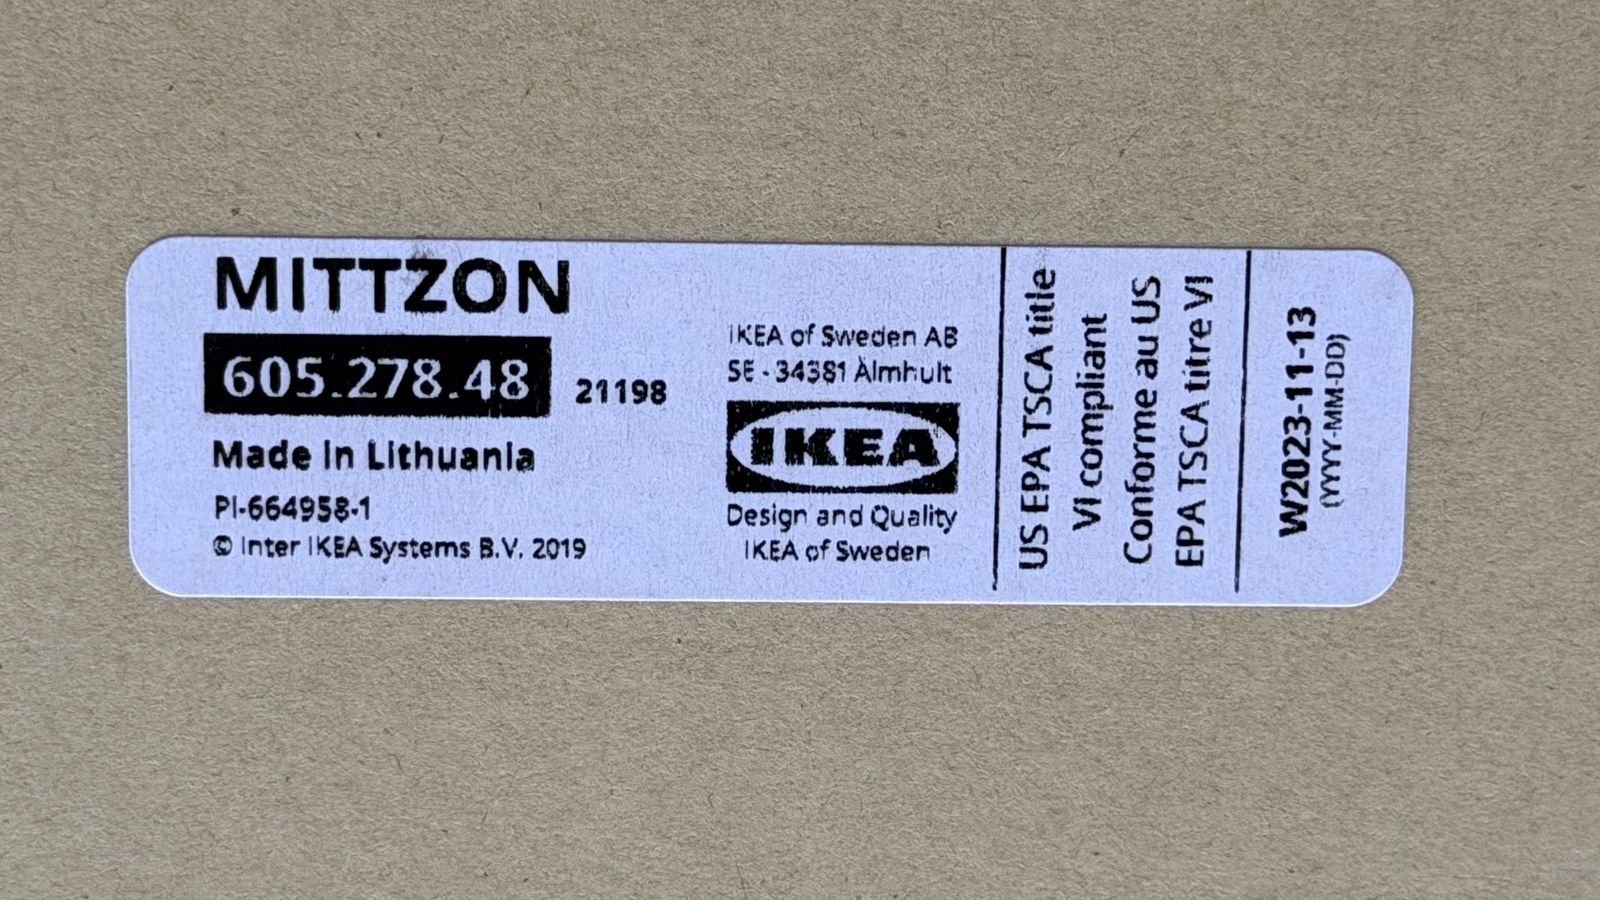 MITTZON
605.278.48 21198
Made in Lithuania
PI-664958-1
© Inter IKEA Systems B.V. 2019
IKEA of Sweden AB
SE - 34381 Älmhult
IKEA
Design and Quality
IKEA of Sweden
US EPA TSCA title
VI compliant
Conforme au US
EPA TSCA titre VI
W2023-11-13
(YYYY-MM-DD)